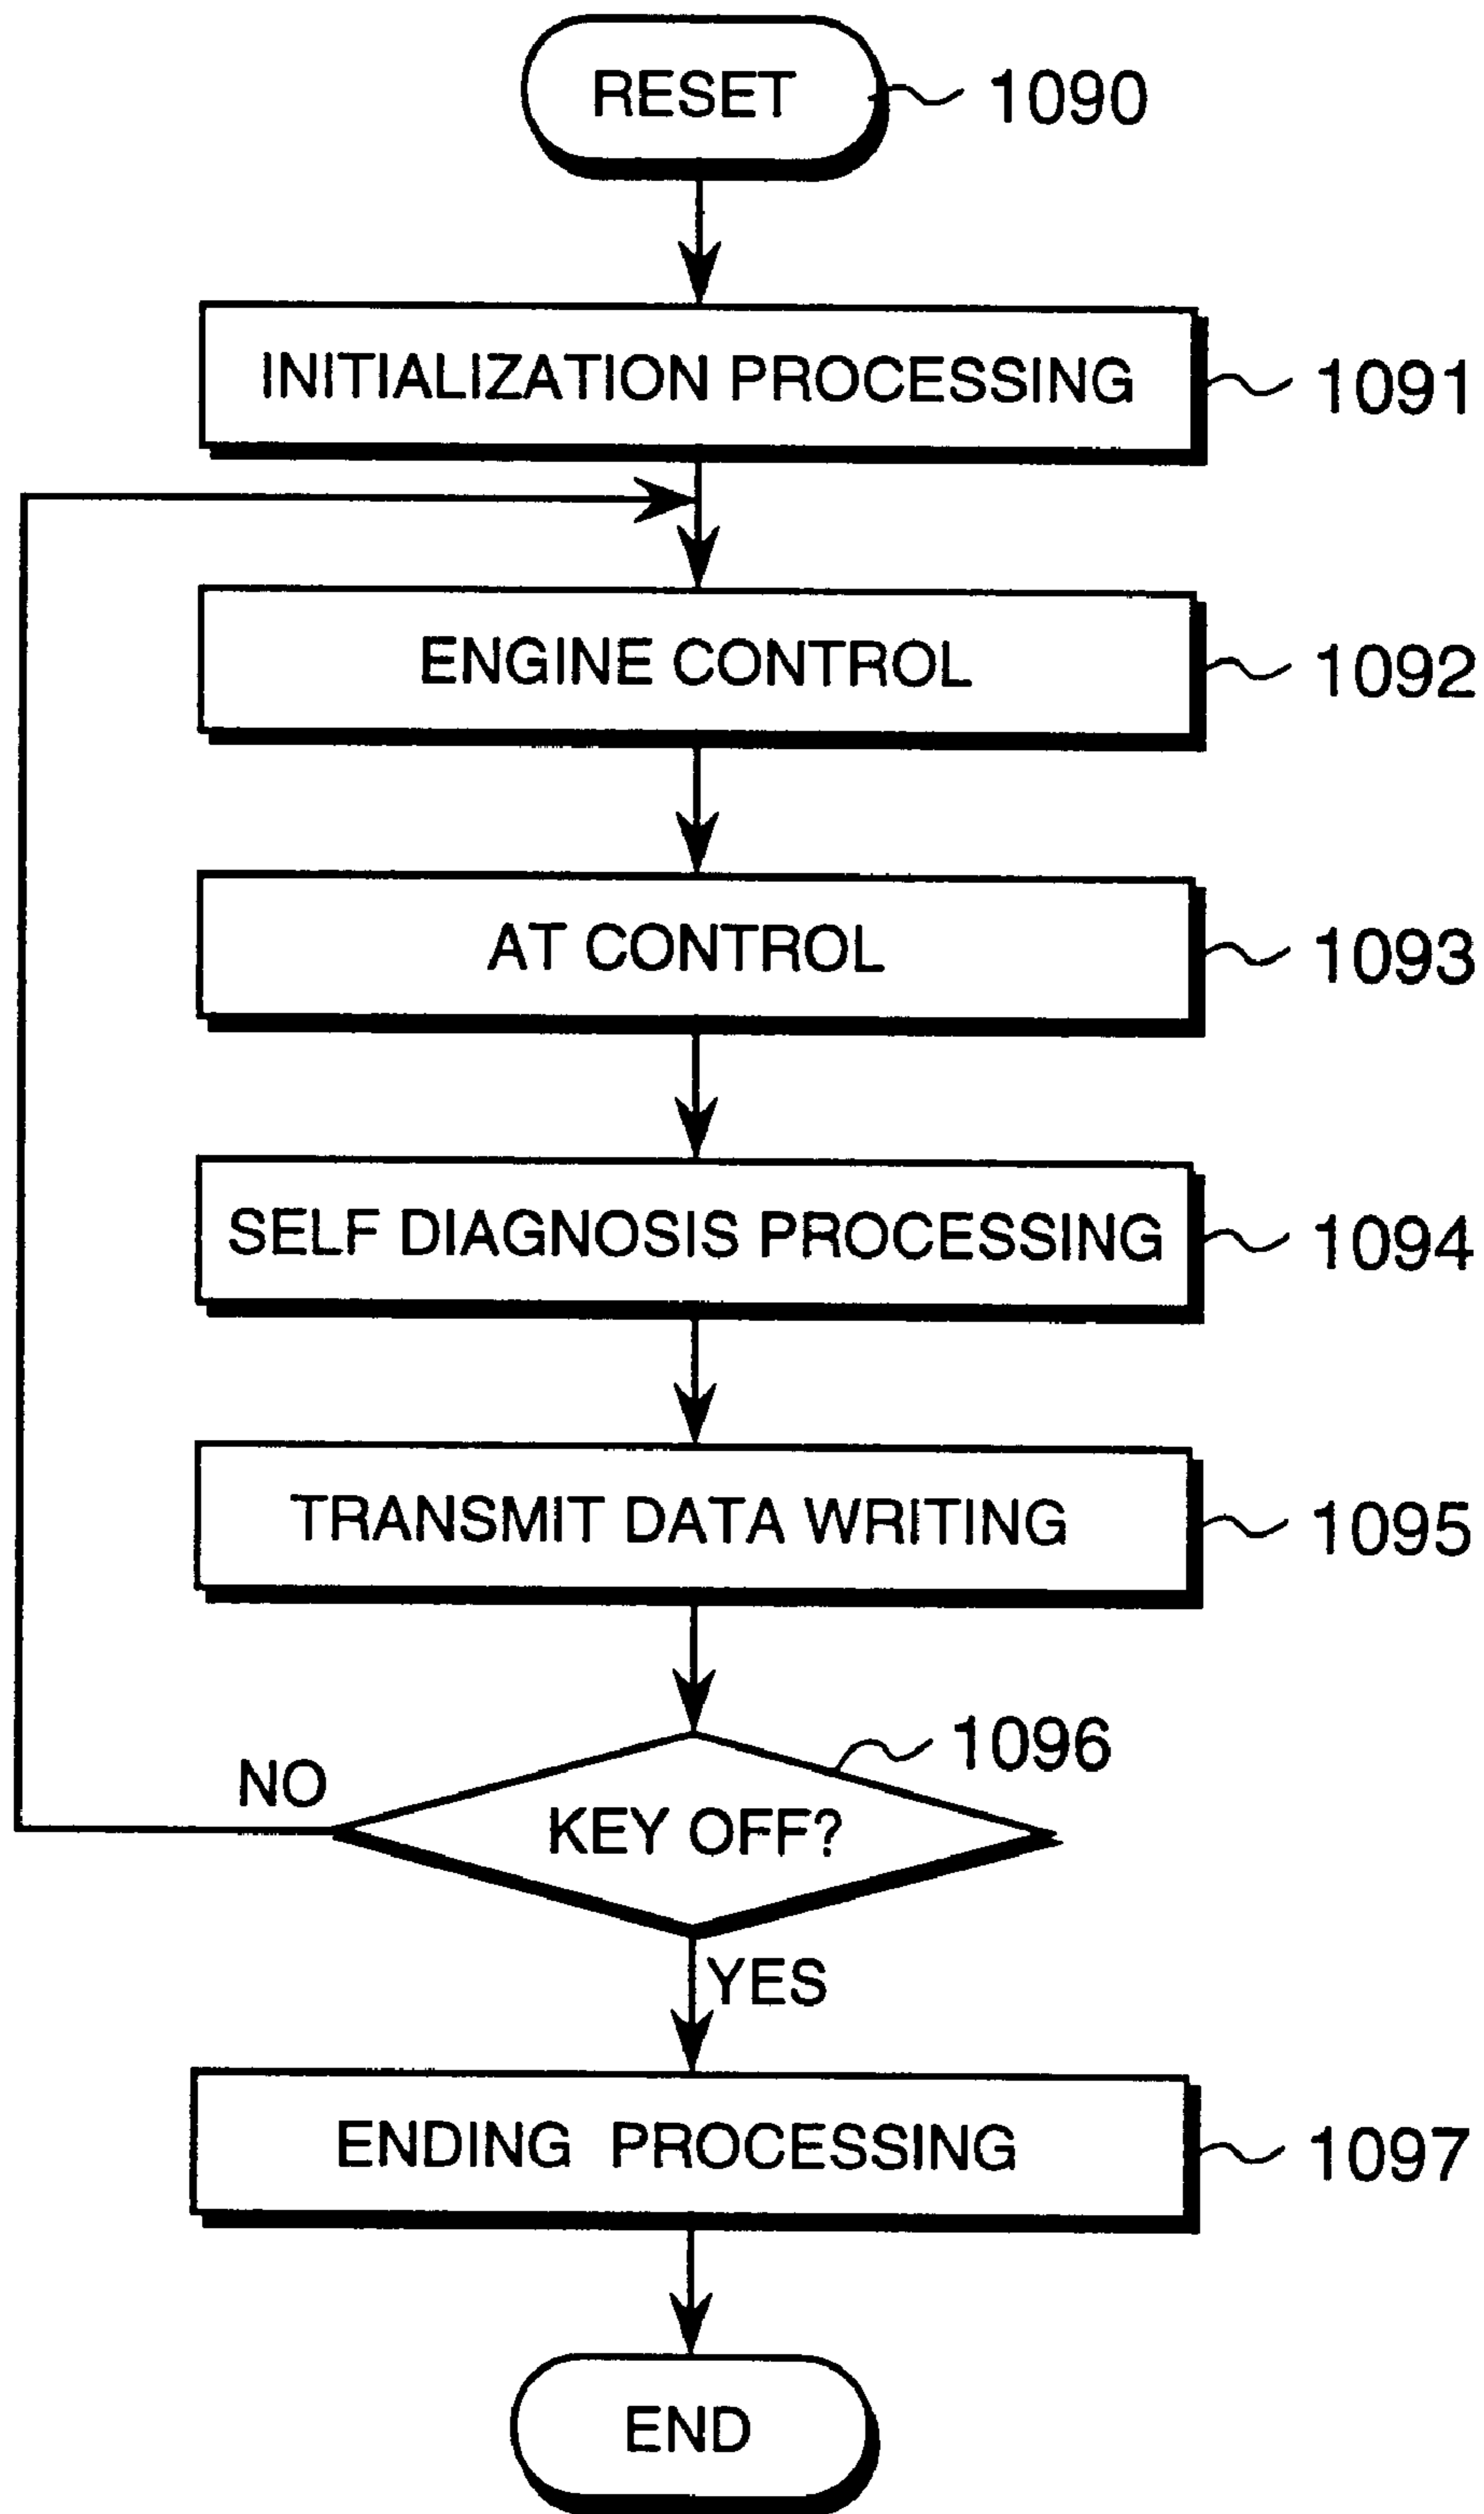 RESET 1090
INITIALIZATION PROCESSING 1091
ENGINE CONTROL 1092
AT CONTROL 1093
SELF DIAGNOSIS PROCESSING 1094
TRANSMIT DATA WRITING 1095
1096
NO
KEY OFF?
YES
ENDING PROCESSING 1097
END